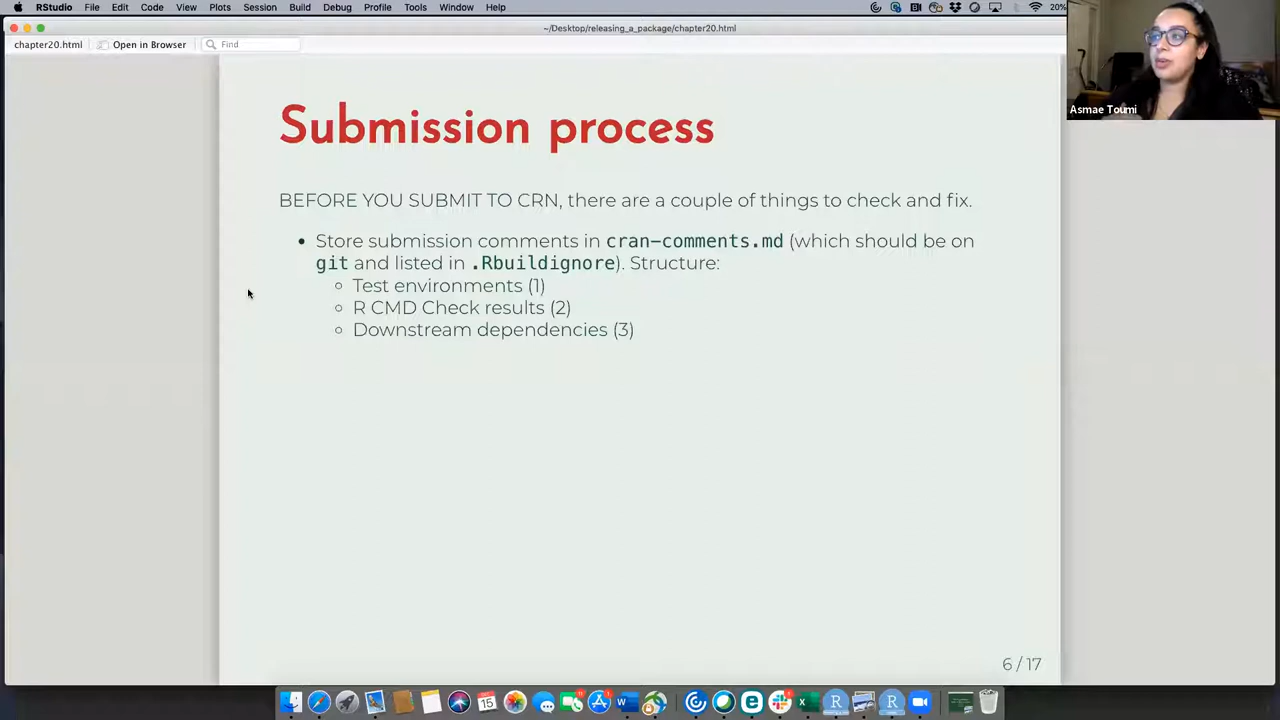 RStudio File Edit Code View Plots Session Build Debug Profile Tools Window Help 20%
~/Desktop/releasing_a_package/chapter20.html
chapter20.html Open in Browser Find
Asmae Toumi
Submission process
BEFORE YOU SUBMIT TO CRN, there are a couple of things to check and fix.
• Store submission comments in cran-comments.md (which should be on
git and listed in .Rbuildignore). Structure:
Test environments (1)
R CMD Check results (2)
Downstream dependencies (3)
6 / 17
15